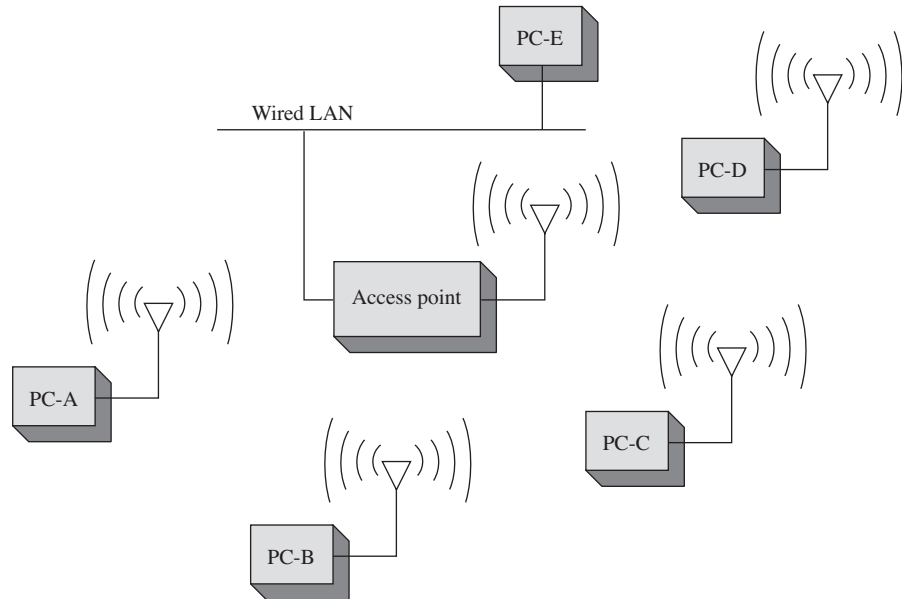 PC-E
Wired LAN
PC-D
Access point
PC-A
PC-C
PC-B